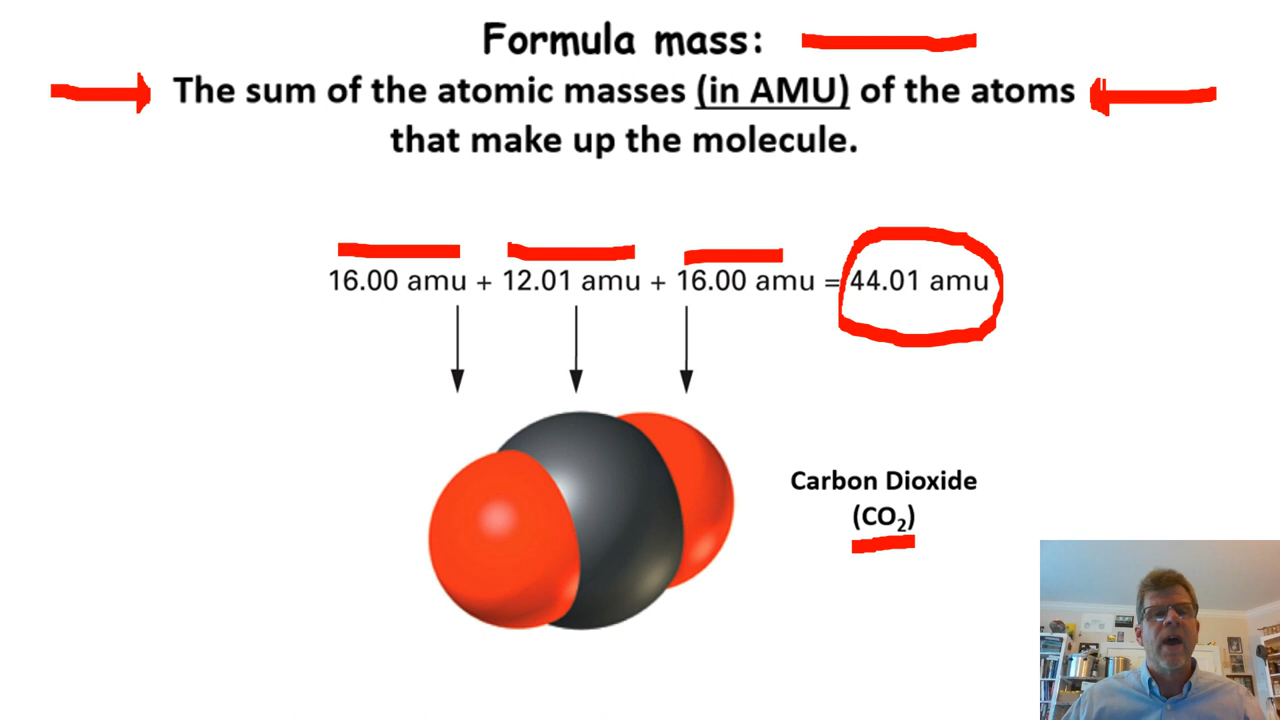 Formula mass:
The sum of the atomic masses (in AMU) of the atoms
that make up the molecule.
16.00 amu + 12.01 amu + 16.00 amu = 44.01 amu
Carbon Dioxide
(CO₂)